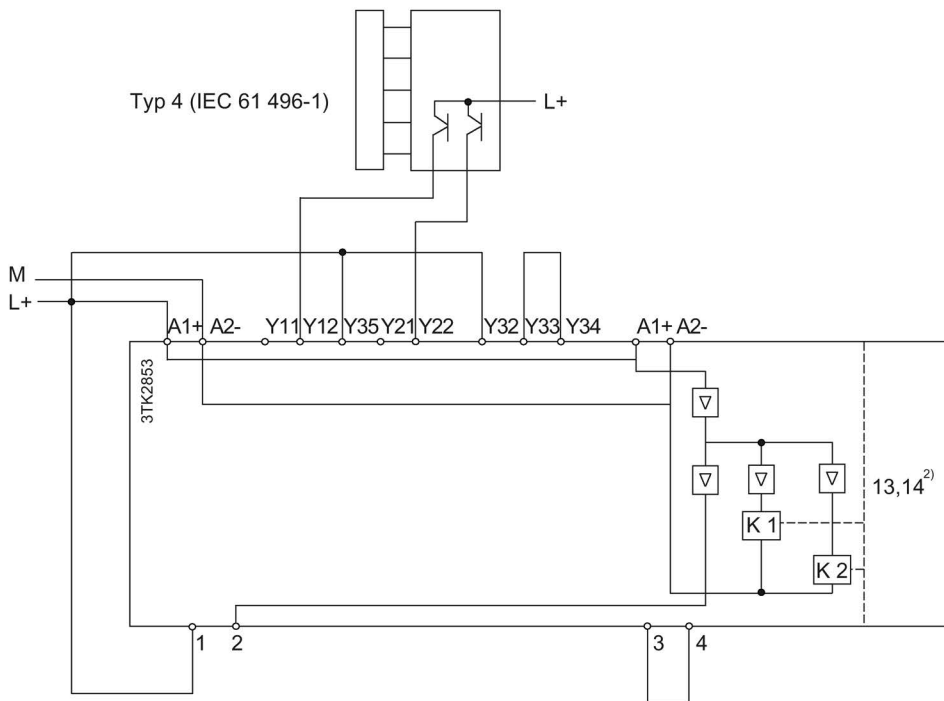 Typ 4 (IEC 61 496-1)
L+
M
L+
A1+ A2- Y11 Y12 Y35 Y21 Y22 Y32 Y33 Y34 A1+ A2-
3TK2853
13,14²⁾
K 1
K 2
1 2 3 4